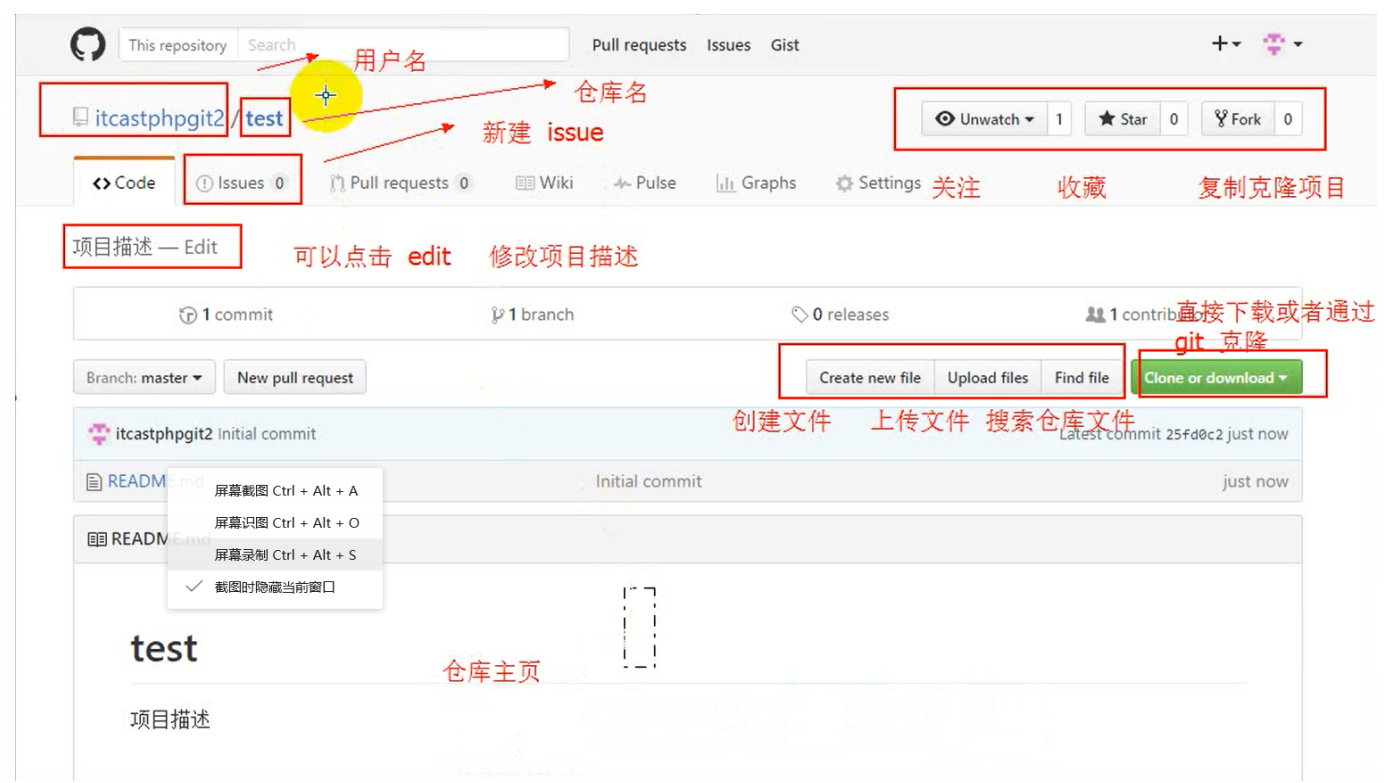 This repository Search
Pull requests Issues Gist
用户名
仓库名
itcastphpgit2 / test
Unwatch 1 Star 0 Fork 0
新建 issue
Code Issues 0 Pull requests 0 Wiki Pulse Graphs Settings
关注 收藏 复制克隆项目
项目描述 — Edit
可以点击 edit 修改项目描述
1 commit 1 branch 0 releases 1 contributor
直接下载或者通过
git 克隆
Branch: master New pull request Create new file Upload files Find file Clone or download
创建文件 上传文件 搜索仓库文件
itcastphpgit2 Initial commit Latest commit 25fd0c2 just now
README.md Initial commit just now
屏幕截图 Ctrl + Alt + A
屏幕识图 Ctrl + Alt + O
README.md
屏幕录制 Ctrl + Alt + S
截图时隐藏当前窗口
test
仓库主页
项目描述